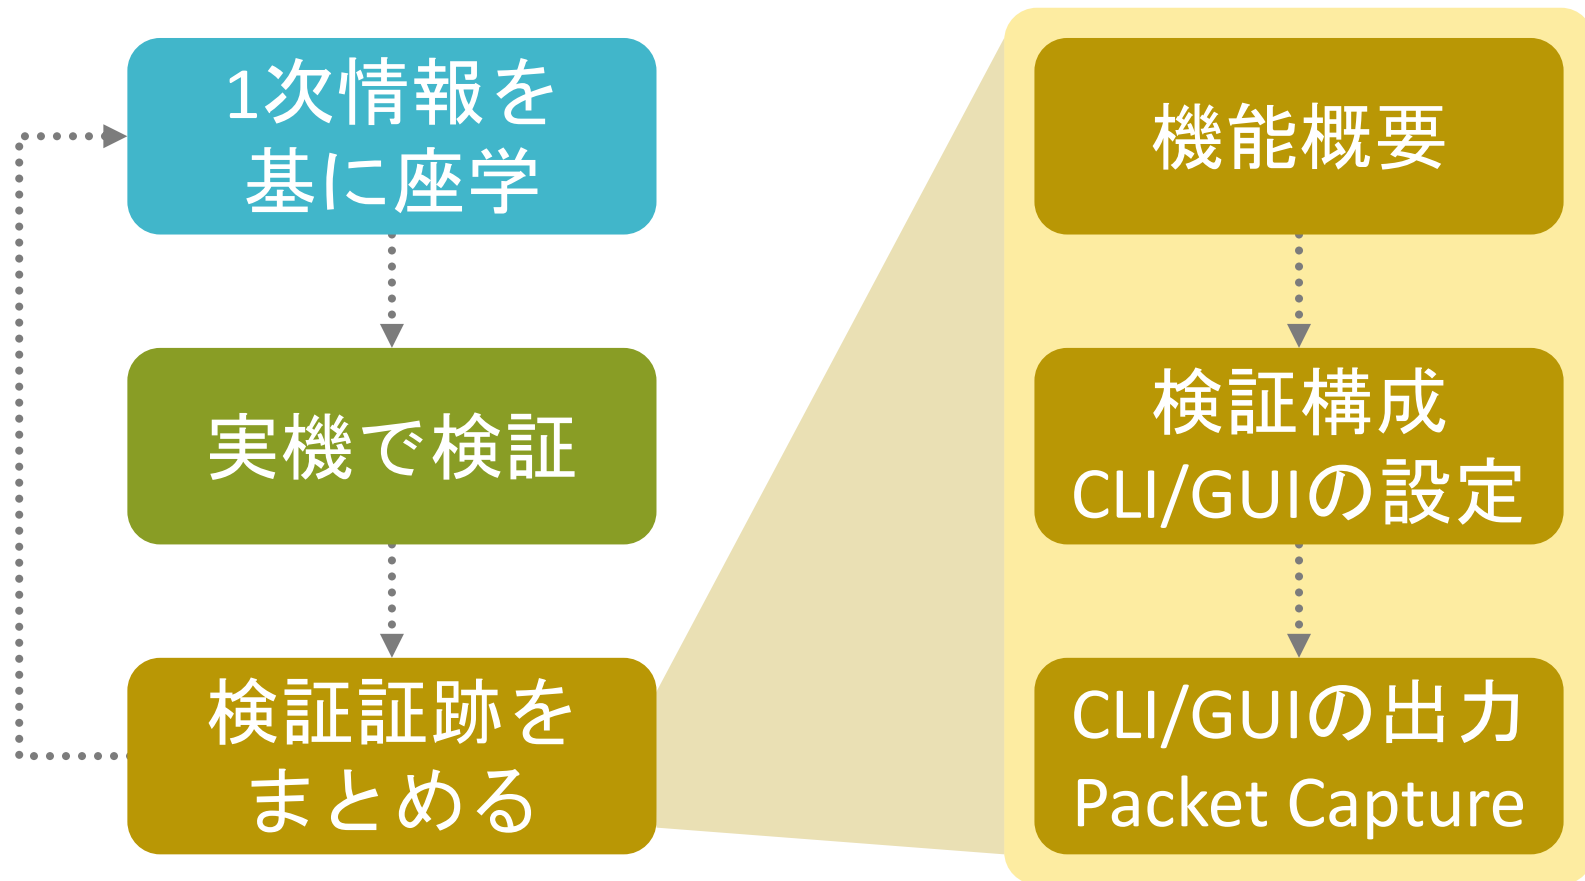 1次情報を
基に座学
実機で検証
検証証跡を
まとめる
機能概要
検証構成
CLI/GUIの設定
CLI/GUIの出力
Packet Capture